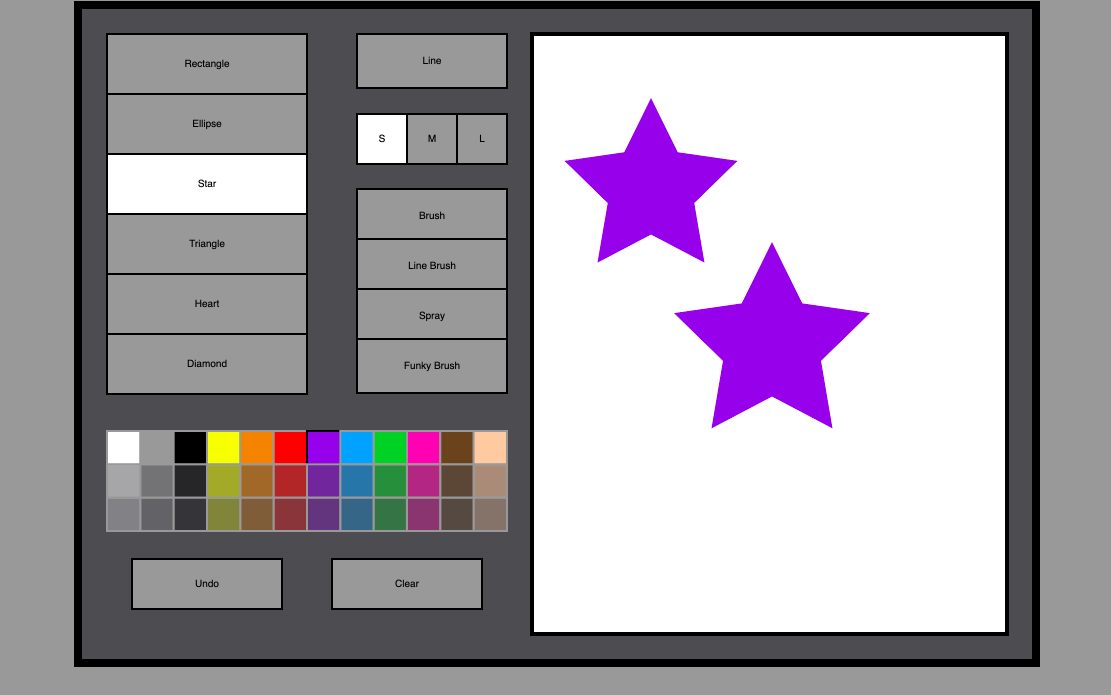 Rectangle
Ellipse
Star
Triangle
Heart
Diamond
Line
S M L
Brush
Line Brush
Spray
Funky Brush
Undo
Clear